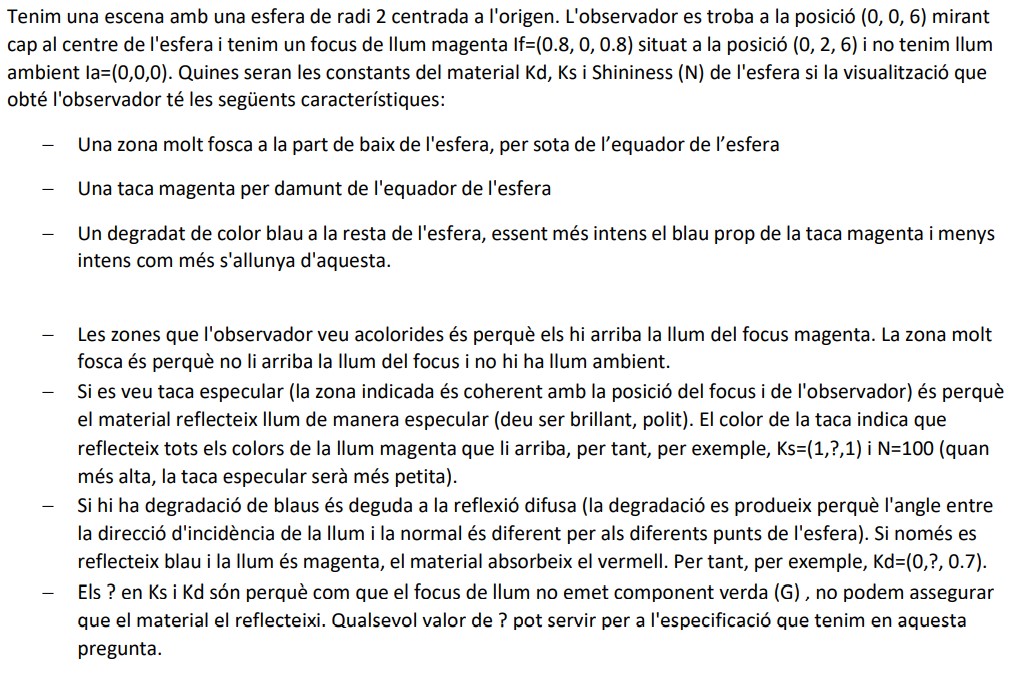 Tenim una escena amb una esfera de radi 2 centrada a l'origen. L'observador es troba a la posició (0, 0, 6) mirant
cap al centre de l'esfera i tenim un focus de llum magenta If=(0.8, 0, 0.8) situat a la posició (0, 2, 6) i no tenim llum
ambient Ia=(0,0,0). Quines seran les constants del material Kd, Ks i Shininess (N) de l'esfera si la visualització que
obté l'observador té les següents característiques:
– Una zona molt fosca a la part de baix de l'esfera, per sota de l’equador de l’esfera
– Una taca magenta per damunt de l'equador de l'esfera
– Un degradat de color blau a la resta de l'esfera, essent més intens el blau prop de la taca magenta i menys
intens com més s'allunya d'aquesta.
– Les zones que l'observador veu acolorides és perquè els hi arriba la llum del focus magenta. La zona molt
fosca és perquè no li arriba la llum del focus i no hi ha llum ambient.
– Si es veu taca especular (la zona indicada és coherent amb la posició del focus i de l'observador) és perquè
el material reflecteix llum de manera especular (deu ser brillant, polit). El color de la taca indica que
reflecteix tots els colors de la llum magenta que li arriba, per tant, per exemple, Ks=(1,?,1) i N=100 (quan
més alta, la taca especular serà més petita).
– Si hi ha degradació de blaus és deguda a la reflexió difusa (la degradació es produeix perquè l'angle entre
la direcció d'incidència de la llum i la normal és diferent per als diferents punts de l'esfera). Si només es
reflecteix blau i la llum és magenta, el material absorbeix el vermell. Per tant, per exemple, Kd=(0,?, 0.7).
– Els ? en Ks i Kd són perquè com que el focus de llum no emet component verda (G) , no podem assegurar
que el material el reflecteixi. Qualsevol valor de ? pot servir per a l'especificació que tenim en aquesta
pregunta.